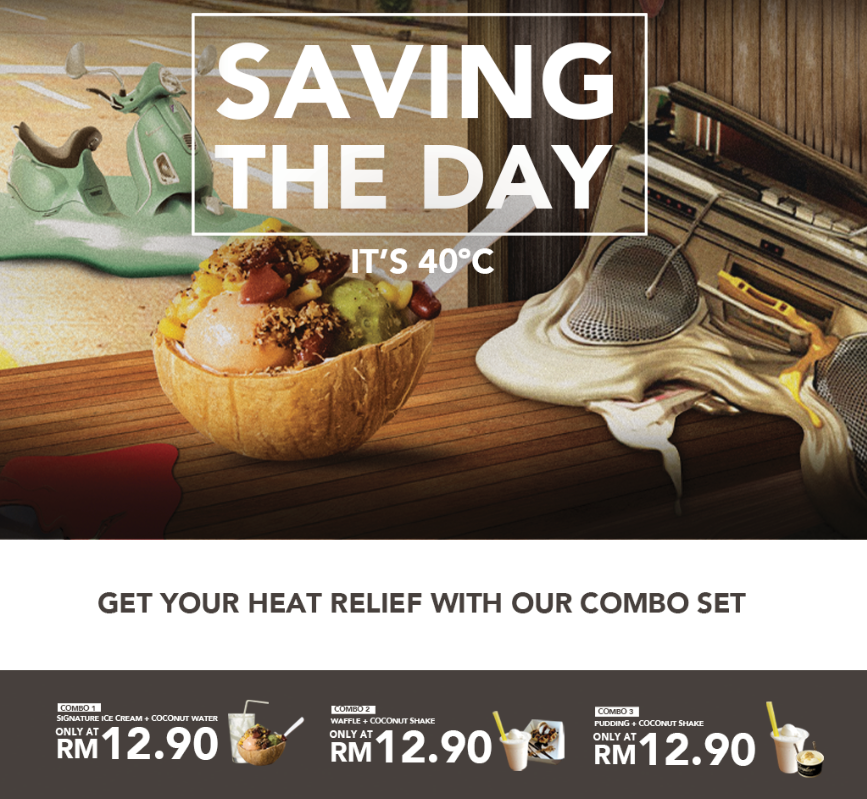 SAVING
THE DAY
IT'S 40°C
GET YOUR HEAT RELIEF WITH OUR COMBO SET
COMBO 1
SIGNATURE ICE CREAM + COCONUT WATER
ONLY AT
RM12.90
COMBO 2
WAFFLE + COCONUT SHAKE
ONLY AT
RM12.90
COMBO 3
PUDDING + COCONUT SHAKE
ONLY AT
RM12.90